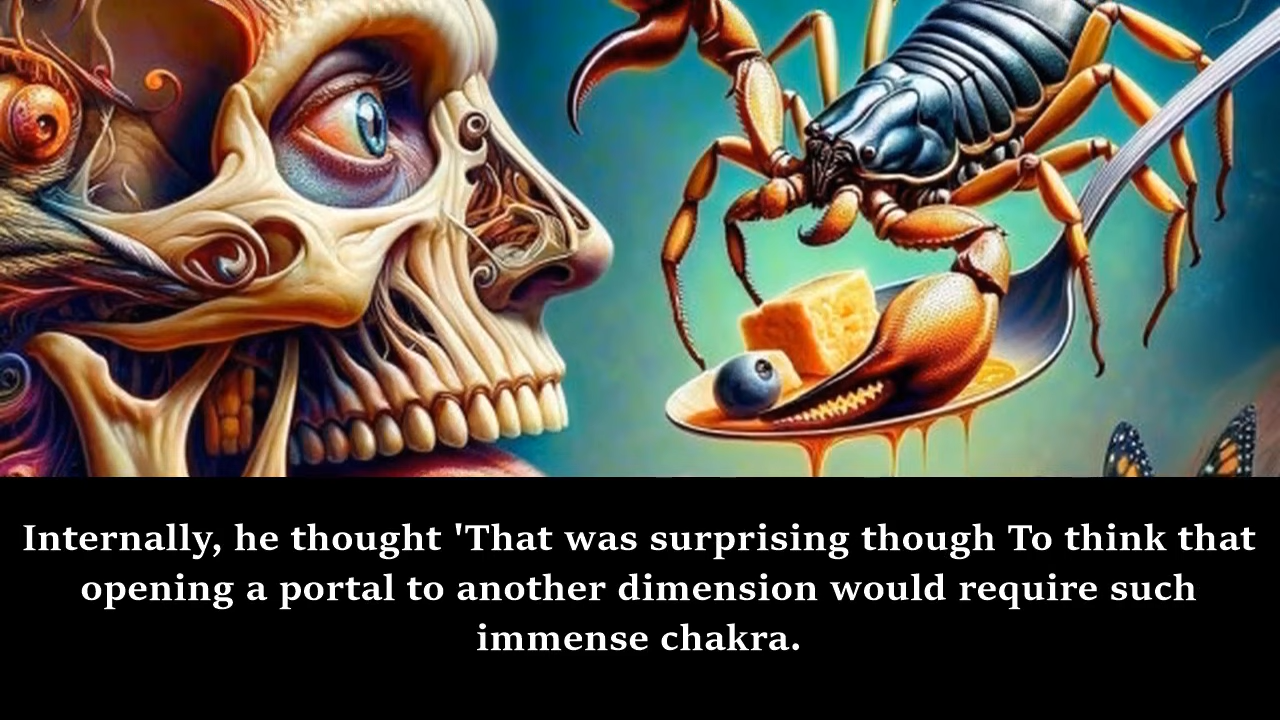 Internally, he thought 'That was surprising though To think that
opening a portal to another dimension would require such
immense chakra.